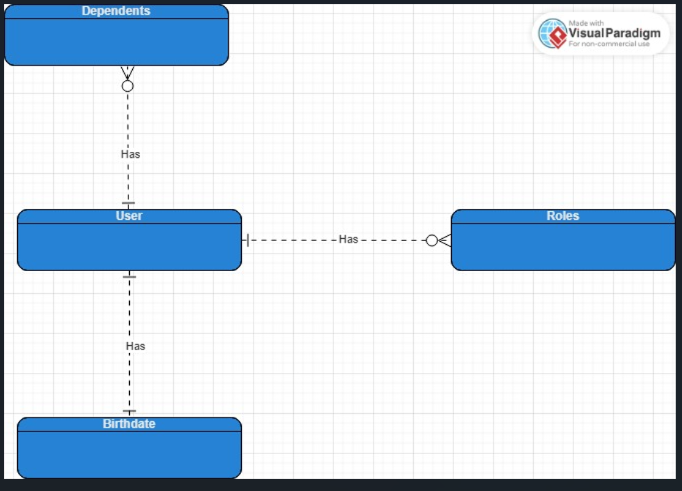 Dependents
Made with
Visual Paradigm
For non-commercial use
Has
User
Has
Roles
Has
Birthdate